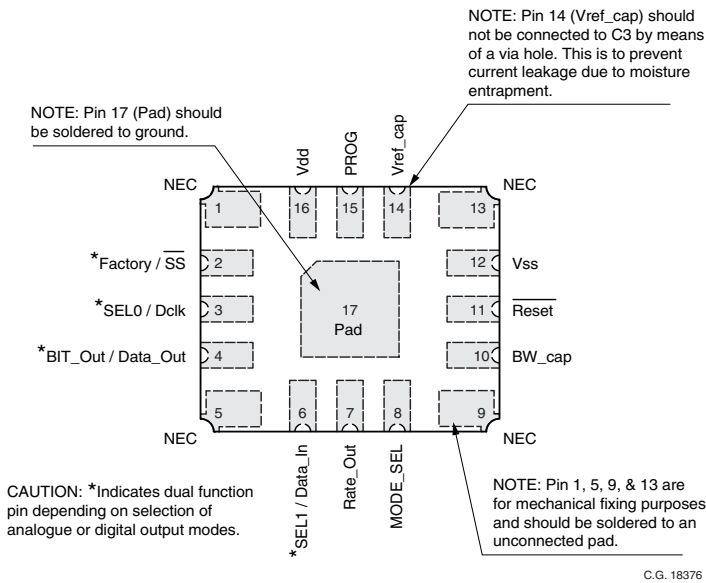 NOTE: Pin 14 (Vref_cap) should
not be connected to C3 by means
of a via hole. This is to prevent
current leakage due to moisture
entrapment.
NOTE: Pin 17 (Pad) should
be soldered to ground.
Vdd
PROG
Vref_cap
NEC
NEC
1
16
15
14
13
*Factory / S̅S̅
2
12
Vss
*SEL0 / Dclk
3
17
Pad
11
R̅e̅s̅e̅t̅
*BIT_Out / Data_Out
4
10
BW_cap
5
6
7
8
9
NEC
NEC
*SEL1 / Data_In
Rate_Out
MODE_SEL
CAUTION: *Indicates dual function
pin depending on selection of
analogue or digital output modes.
NOTE: Pin 1, 5, 9, & 13 are
for mechanical fixing purposes
and should be soldered to an
unconnected pad.
C.G. 18376